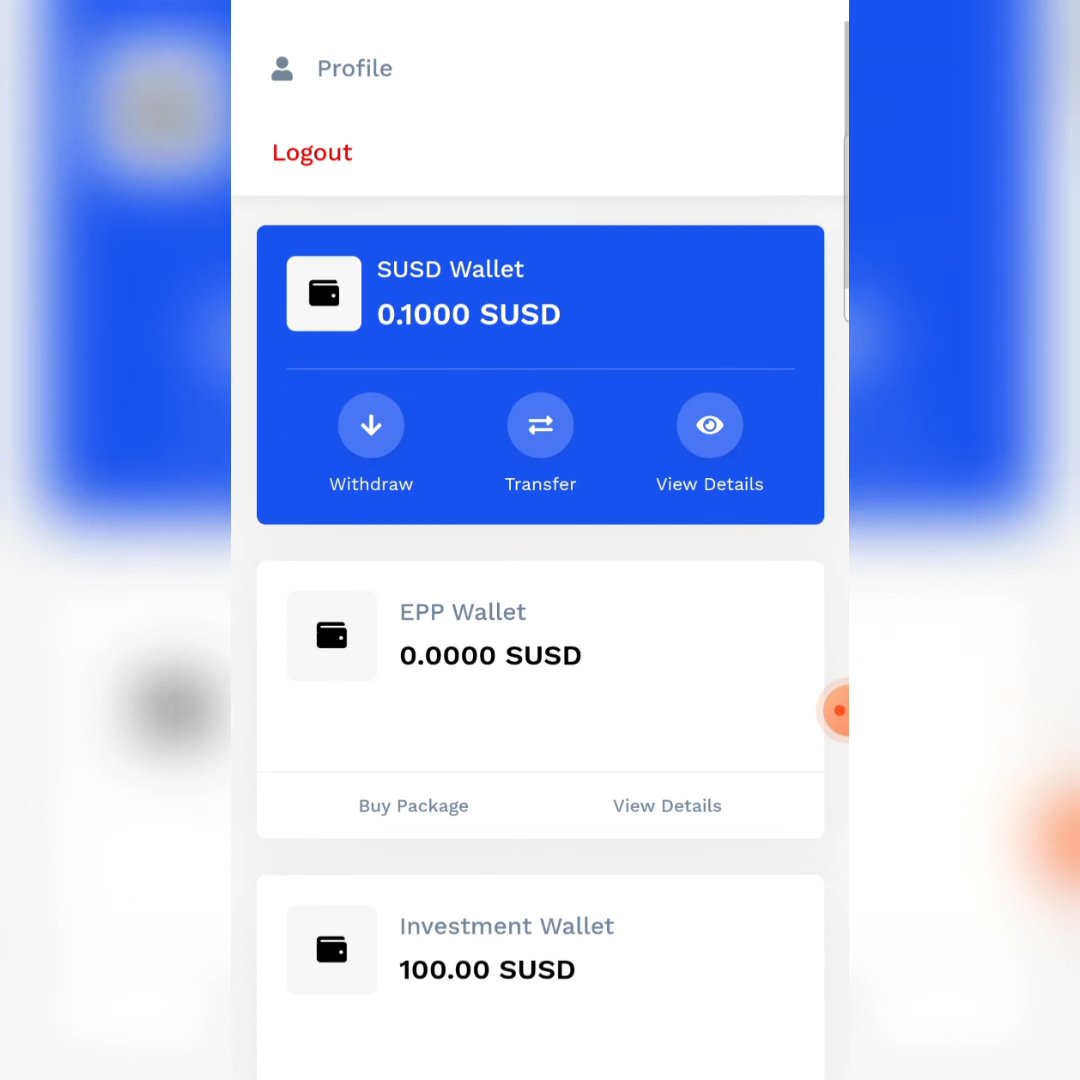 Profile
Logout
SUSD Wallet
0.1000 SUSD
Withdraw
Transfer
View Details
EPP Wallet
0.0000 SUSD
Buy Package
View Details
Investment Wallet
100.00 SUSD